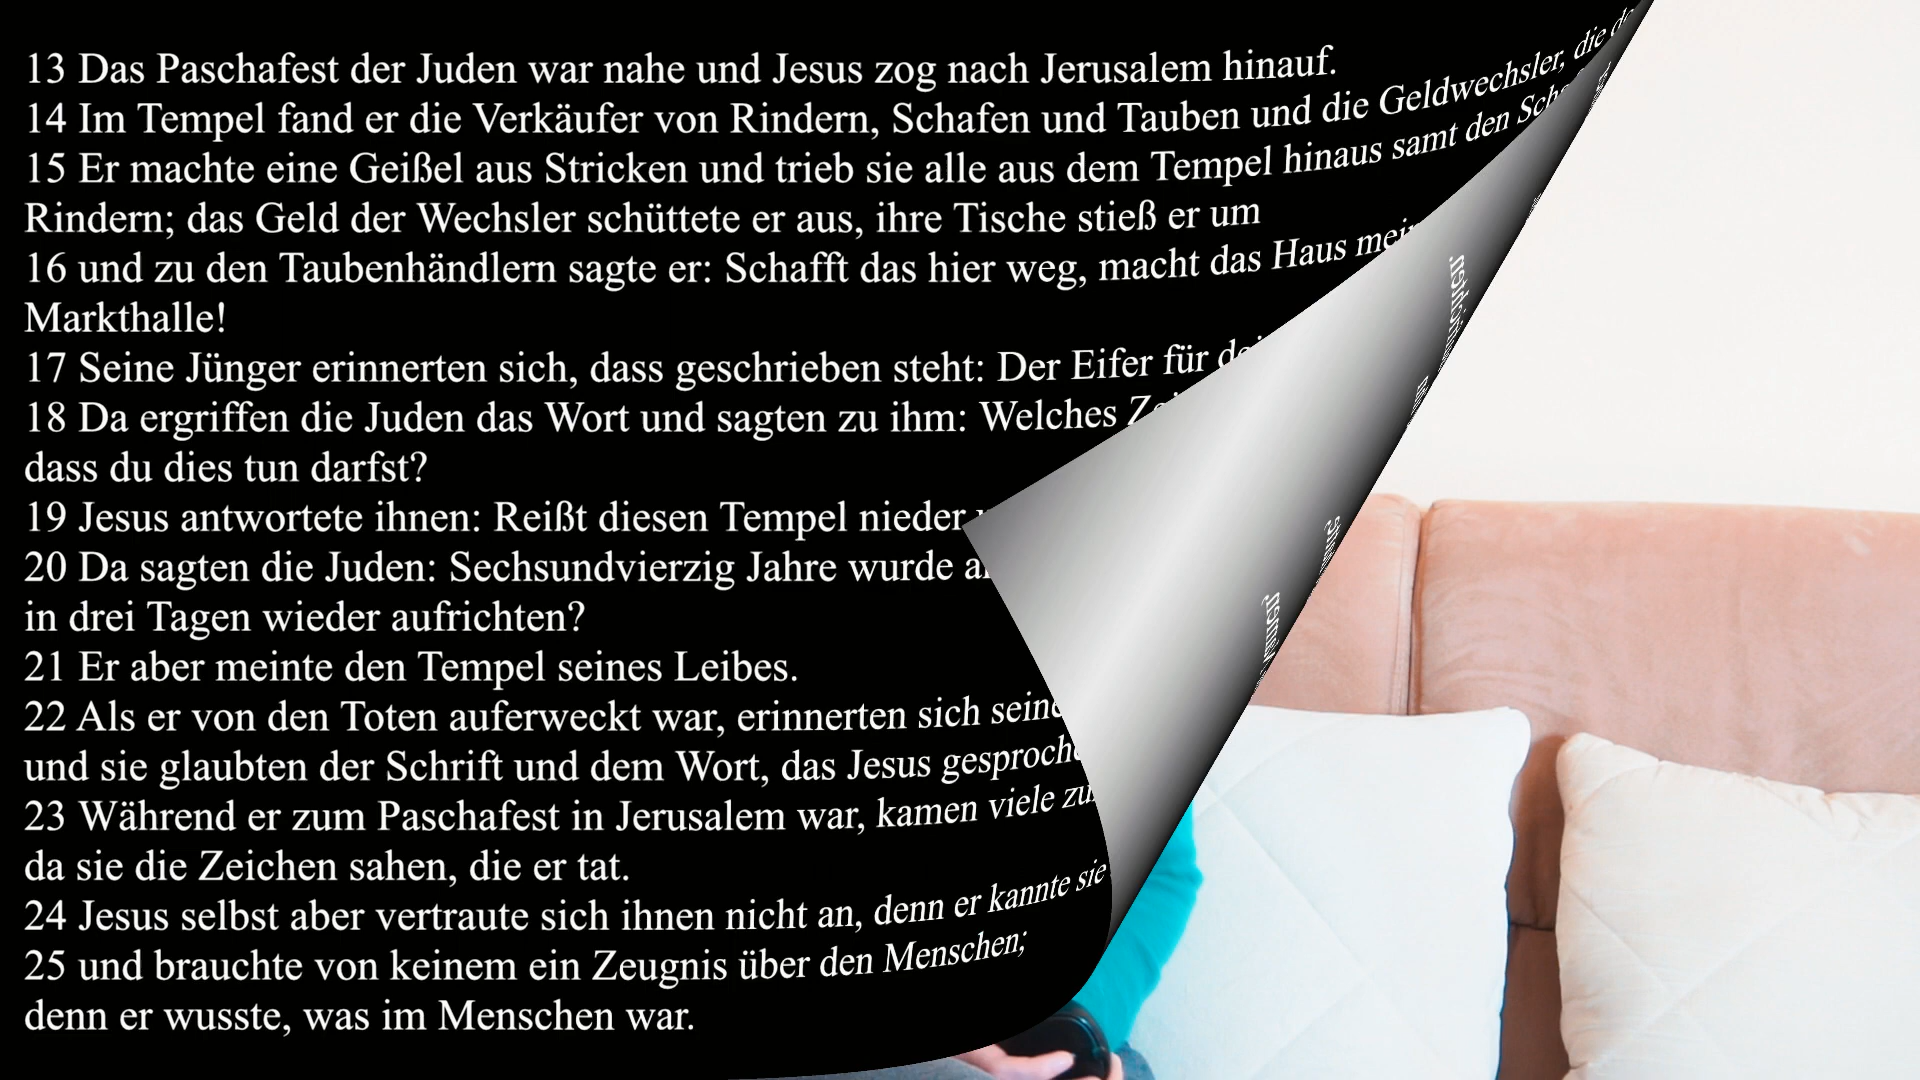 13 Das Paschafest der Juden war nahe und Jesus zog nach Jerusalem hinauf.
14 Im Tempel fand er die Verkäufer von Rindern, Schafen und Tauben und die Geldwechsler, die
15 Er machte eine Geißel aus Stricken und trieb sie alle aus dem Tempel hinaus samt den
Rindern; das Geld der Wechsler schüttete er aus, ihre Tische stieß er um
16 und zu den Taubenhändlern sagte er: Schafft das hier weg, macht das Haus
Markthalle!
17 Seine Jünger erinnerten sich, dass geschrieben steht: Der Eifer für
18 Da ergriffen die Juden das Wort und sagten zu ihm: Welches
dass du dies tun darfst?
19 Jesus antwortete ihnen: Reißt diesen Tempel nieder
20 Da sagten die Juden: Sechsundvierzig Jahre wurde
in drei Tagen wieder aufrichten?
21 Er aber meinte den Tempel seines Leibes.
22 Als er von den Toten auferweckt war, erinnerten sich
und sie glaubten der Schrift und dem Wort, das Jesus
23 Während er zum Paschafest in Jerusalem war, kamen viele
da sie die Zeichen sahen, die er tat.
24 Jesus selbst aber vertraute sich ihnen nicht an, denn er kannte sie
25 und brauchte von keinem ein Zeugnis über den Menschen;
denn er wusste, was im Menschen war.